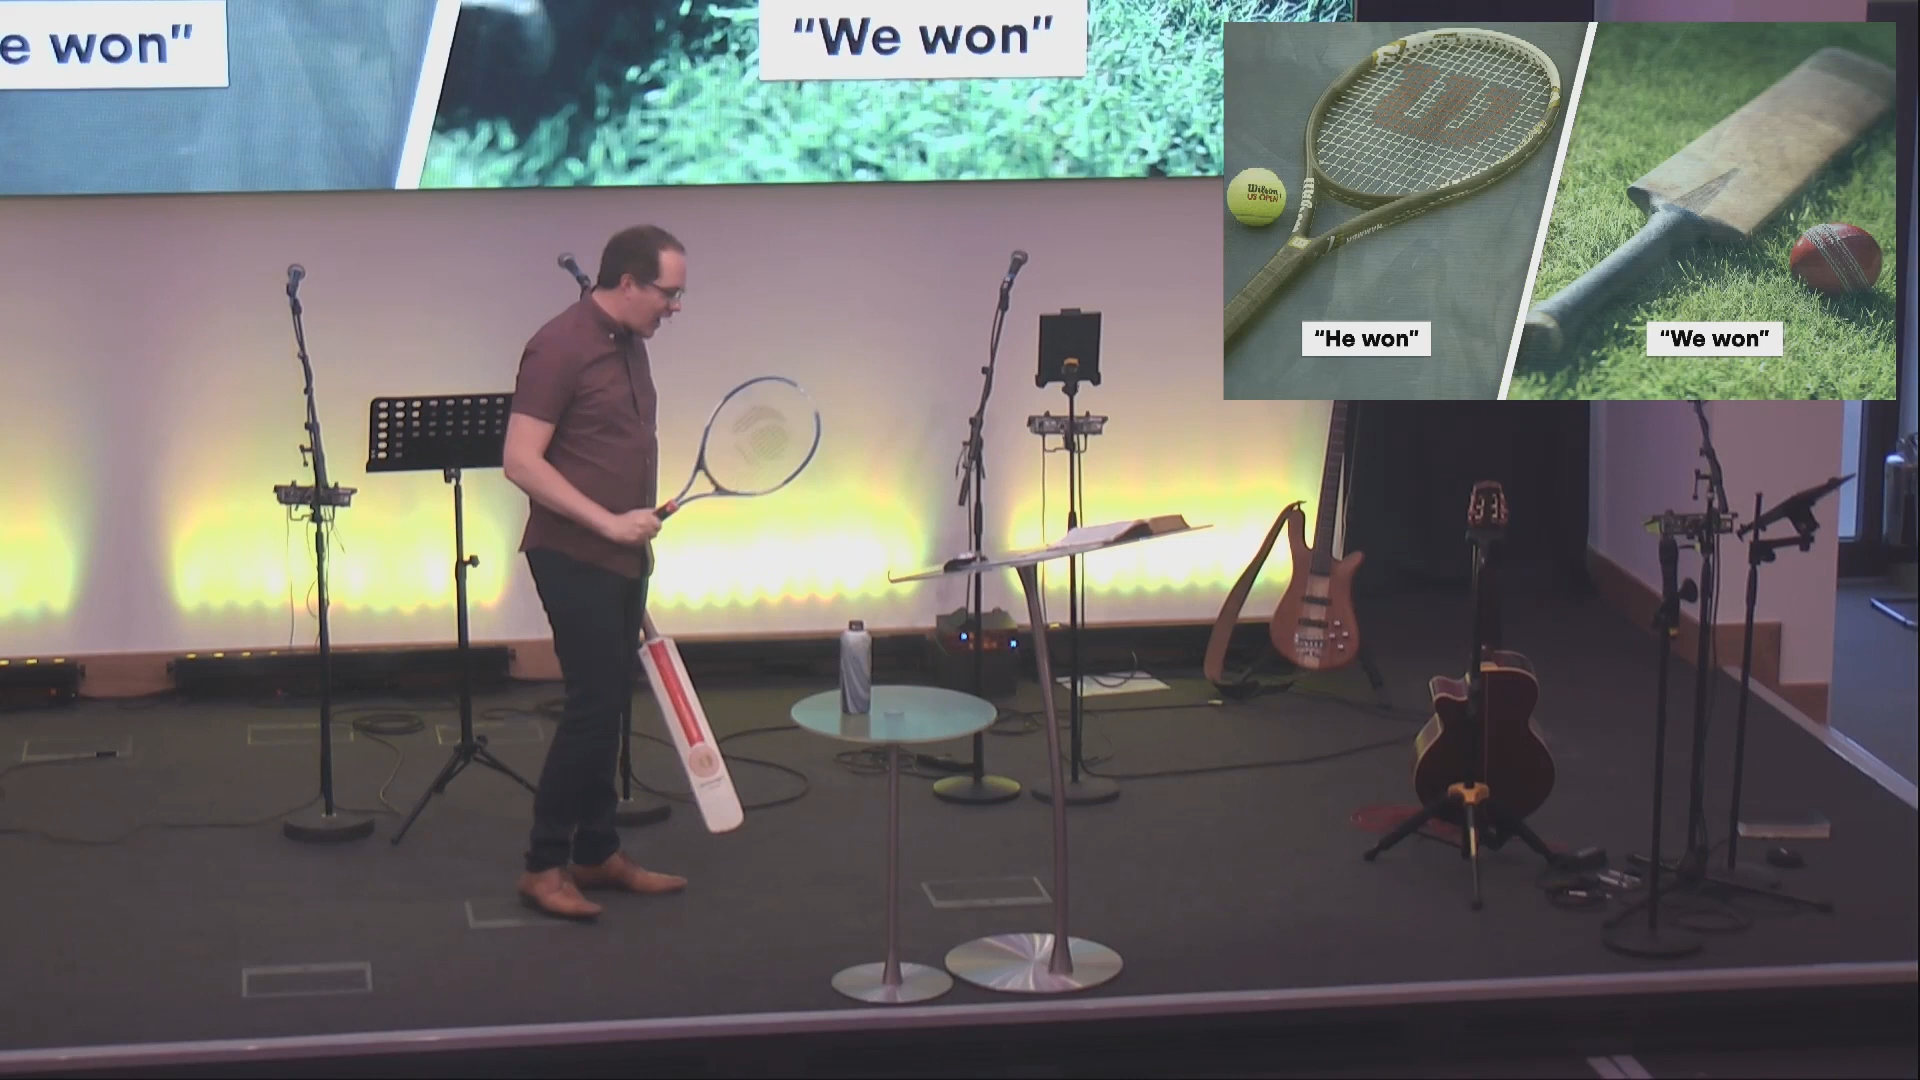 e won”
“We won”
Wilson
US OPEN
“He won”
“We won”